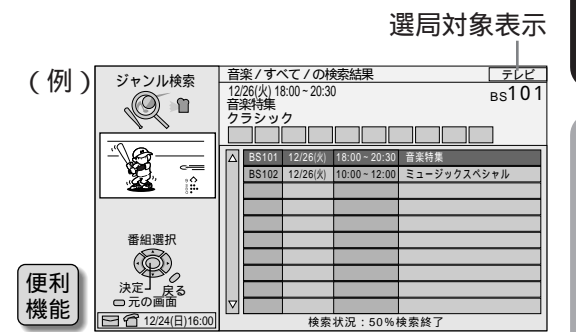 選局対象表示
(例)
ジャンル検索
音楽/すべて/の検索結果
テレビ
12/26(火) 18:00~20:30
BS101
音楽特集
クラシック
BS101 12/26(火) 18:00~20:30 音楽特集
BS102 12/26(火) 10:00~12:00 ミュージックスペシャル
番組選択
決定
戻る
元の画面
便利
機能
12/24(日)16:00
検索状況:50%検索終了